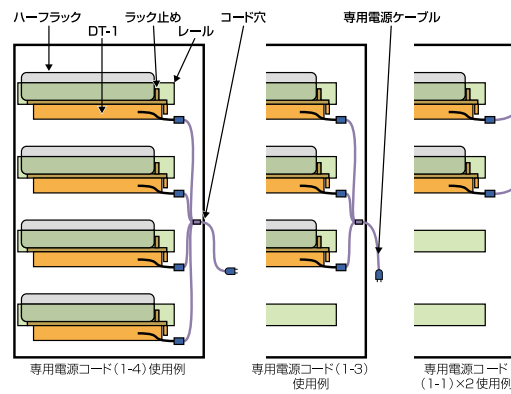 ハーフラック
ラック止め
コード穴
専用電源ケーブル
DT-1
レール
専用電源コード(1-4)使用例
専用電源コード(1-3)
使用例
専用電源コード
(1-1)×2使用例